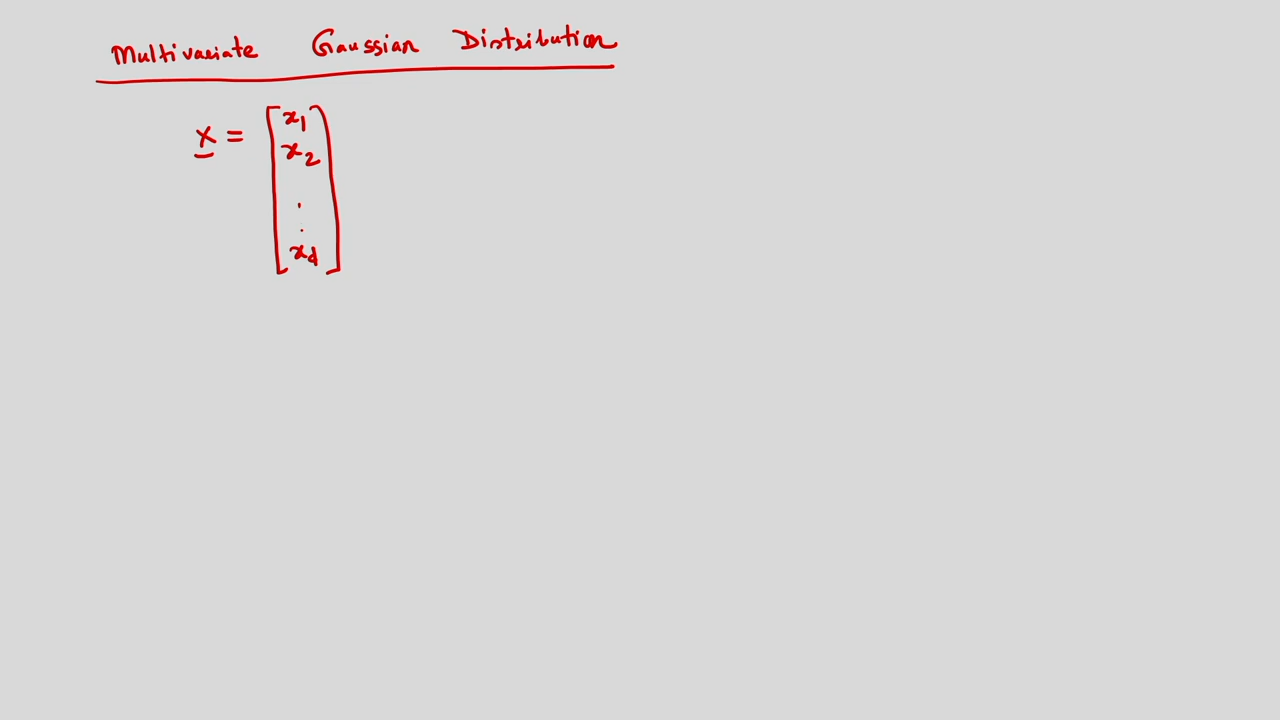 Multivariate Gaussian Distribution
x = [x1
x2
.
:
xd]